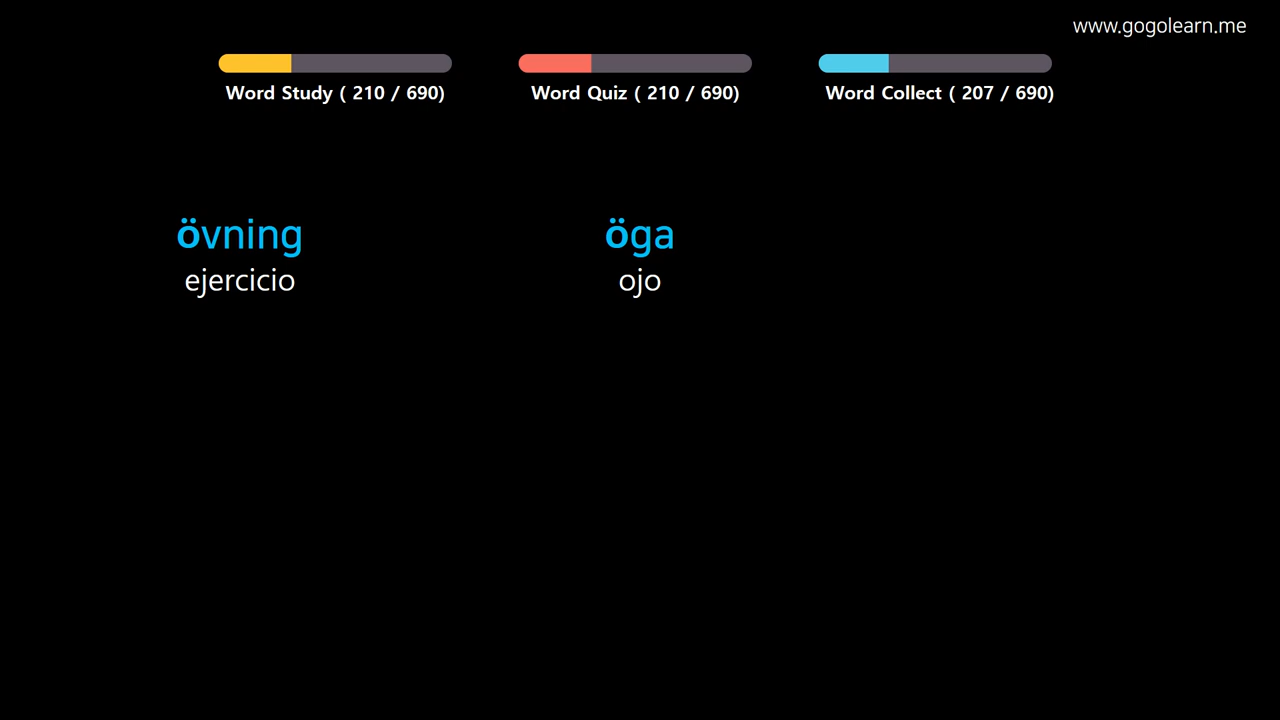 www.gogolearn.me
Word Study ( 210 / 690)
Word Quiz ( 210 / 690)
Word Collect ( 207 / 690)
övning
ejercicio
öga
ojo